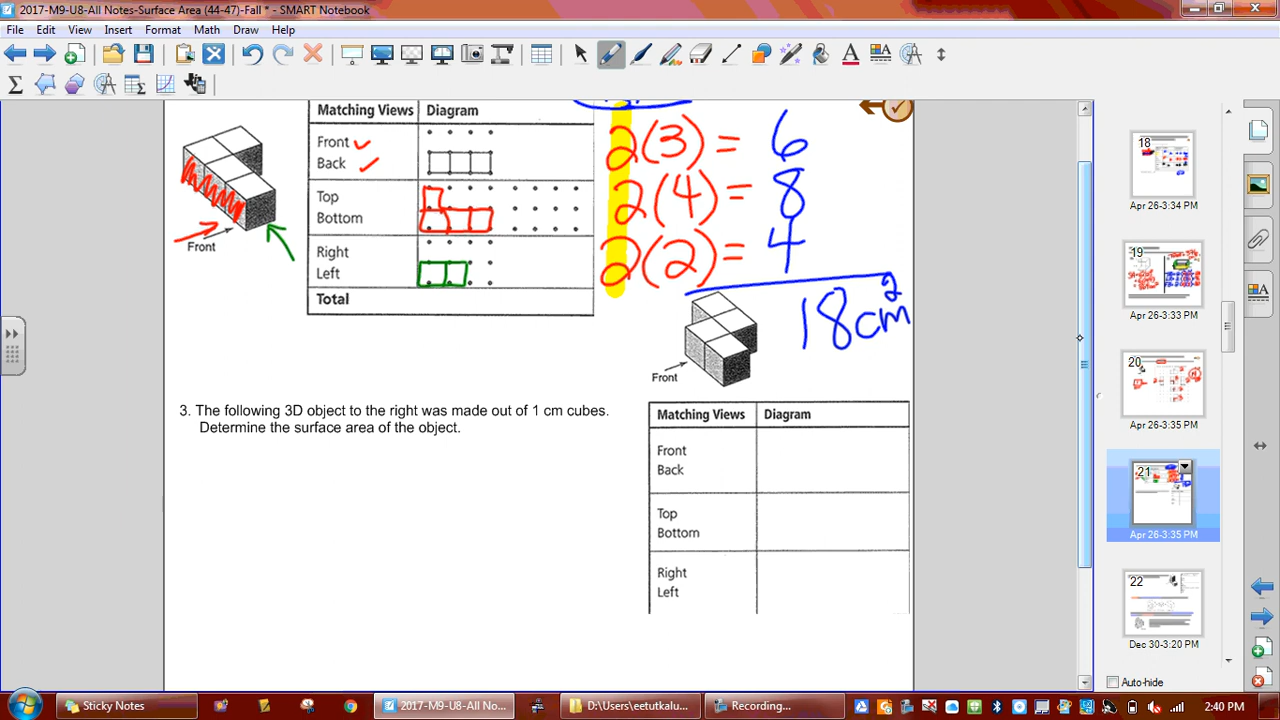 2017-M9-U8-All Notes-Surface Area (44-47)-Fall * - SMART Notebook
File Edit View Insert Format Math Draw Help
Matching Views Diagram
Front
Back
Top
Bottom
Right
Left
Total
Front
2(3) = 6
2(4) = 8
2(2) = 4
18cm²
Front
3. The following 3D object to the right was made out of 1 cm cubes.
Determine the surface area of the object.
Matching Views Diagram
Front
Back
Top
Bottom
Right
Left
18
Apr 26-3:34 PM
19
Apr 26-3:33 PM
20
Apr 26-3:35 PM
21
Apr 26-3:35 PM
22
Dec 30-3:20 PM
Auto-hide
Sticky Notes
2017-M9-U8-All No...
D:\Users\eetutkalu...
Recording...
2:40 PM